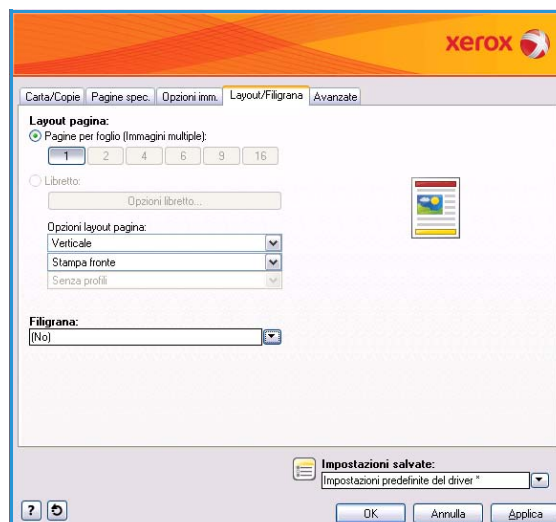 xerox
Carta/Copie Pagine spec. Opzioni imm. Layout/Filigrana Avanzate
Layout pagina:
Pagine per foglio (Immagini multiple):
1 2 4 6 9 16
Libretto:
Opzioni libretto...
Opzioni layout pagina:
Verticale
Stampa fronte
Senza profili
Filigrana:
(No)
Impostazioni salvate:
Impostazioni predefinite del driver *
? OK Annulla Applica